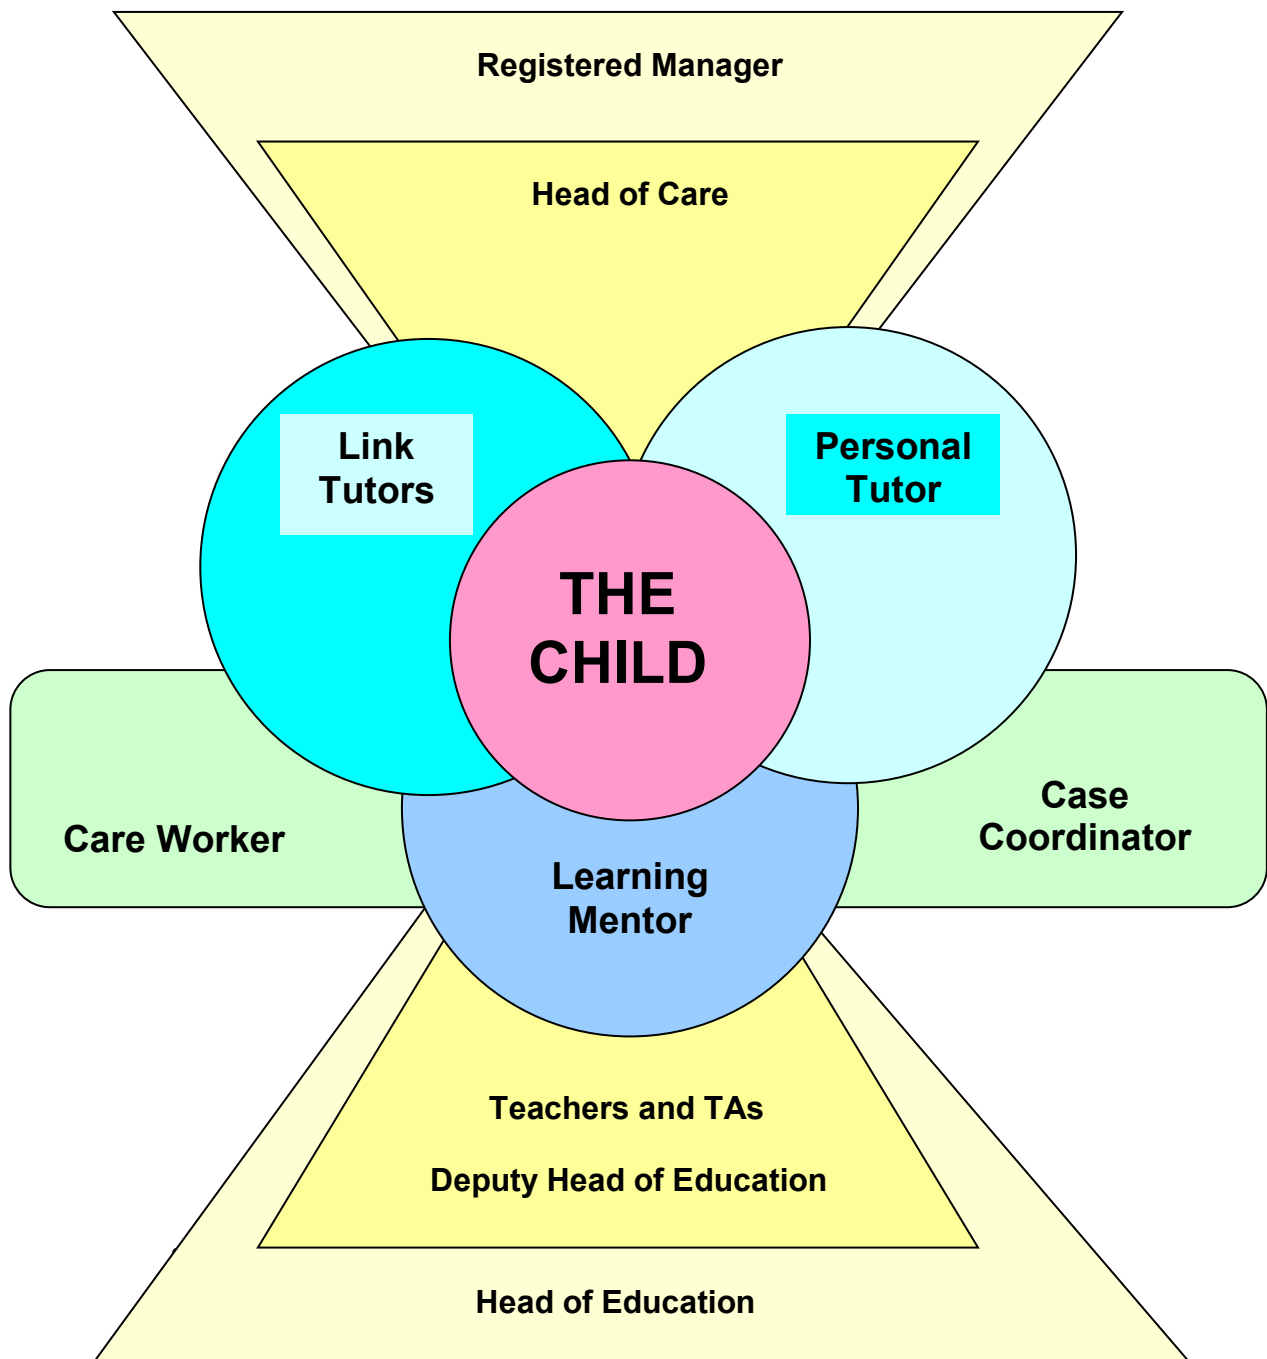 Registered Manager
Head of Care
Link
Tutors
Personal
Tutor
THE
CHILD
Care Worker
Case
Coordinator
Learning
Mentor
Teachers and TAs
Deputy Head of Education
Head of Education